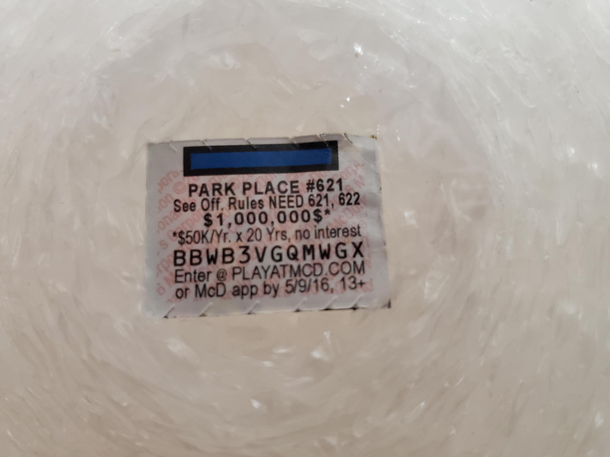 PARK PLACE #621
See Off. Rules NEED 621, 622
$1,000,000$*
*$50K/Yr. x 20 Yrs, no interest
BBWB3VGQMWGX
Enter @ PLAYATMCD.COM
or McD app by 5/9/16, 13+